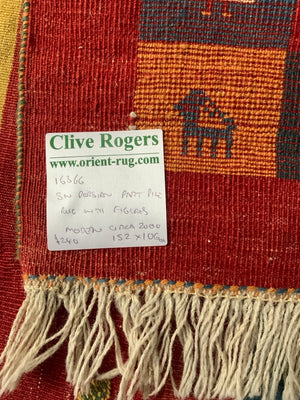 Clive Rogers
www.orient-rug.com
16366
SW PERSIAN PART PILE
RUG WITH FIGURES
MODERN CIRCA 2000
£240 152 x 106cm